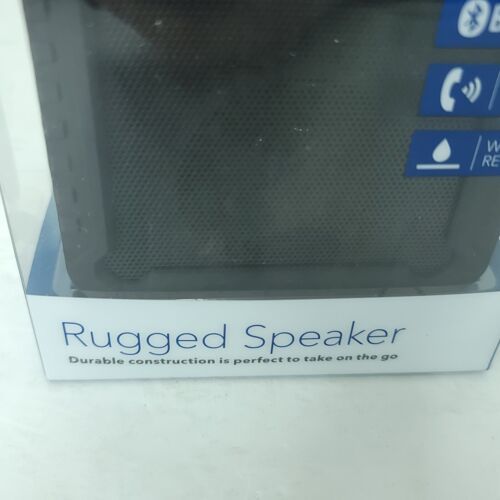 Rugged Speaker
Durable construction is perfect to take on the go